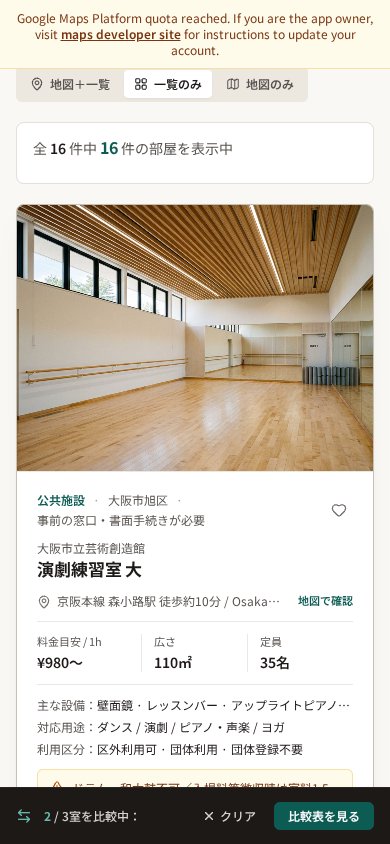 Google Maps Platform quota reached. If you are the app owner,
visit maps developer site for instructions to update your
account.
地図＋一覧
一覧のみ
地図のみ
全 16 件中 16 件の部屋を表示中
公共施設 · 大阪市旭区 ·
事前の窓口・書面手続きが必要
大阪市立芸術創造館
演劇練習室 大
京阪本線 森小路駅 徒歩約10分 / Osaka… 地図で確認
料金目安 / 1h
¥980〜
広さ
110㎡
定員
35名
主な設備：壁面鏡・レッスンバー・アップライトピアノ…
対応用途：ダンス / 演劇 / ピアノ・声楽 / ヨガ
利用区分：区外利用可・団体利用・団体登録不要
2 / 3室を比較中：
クリア
比較表を見る